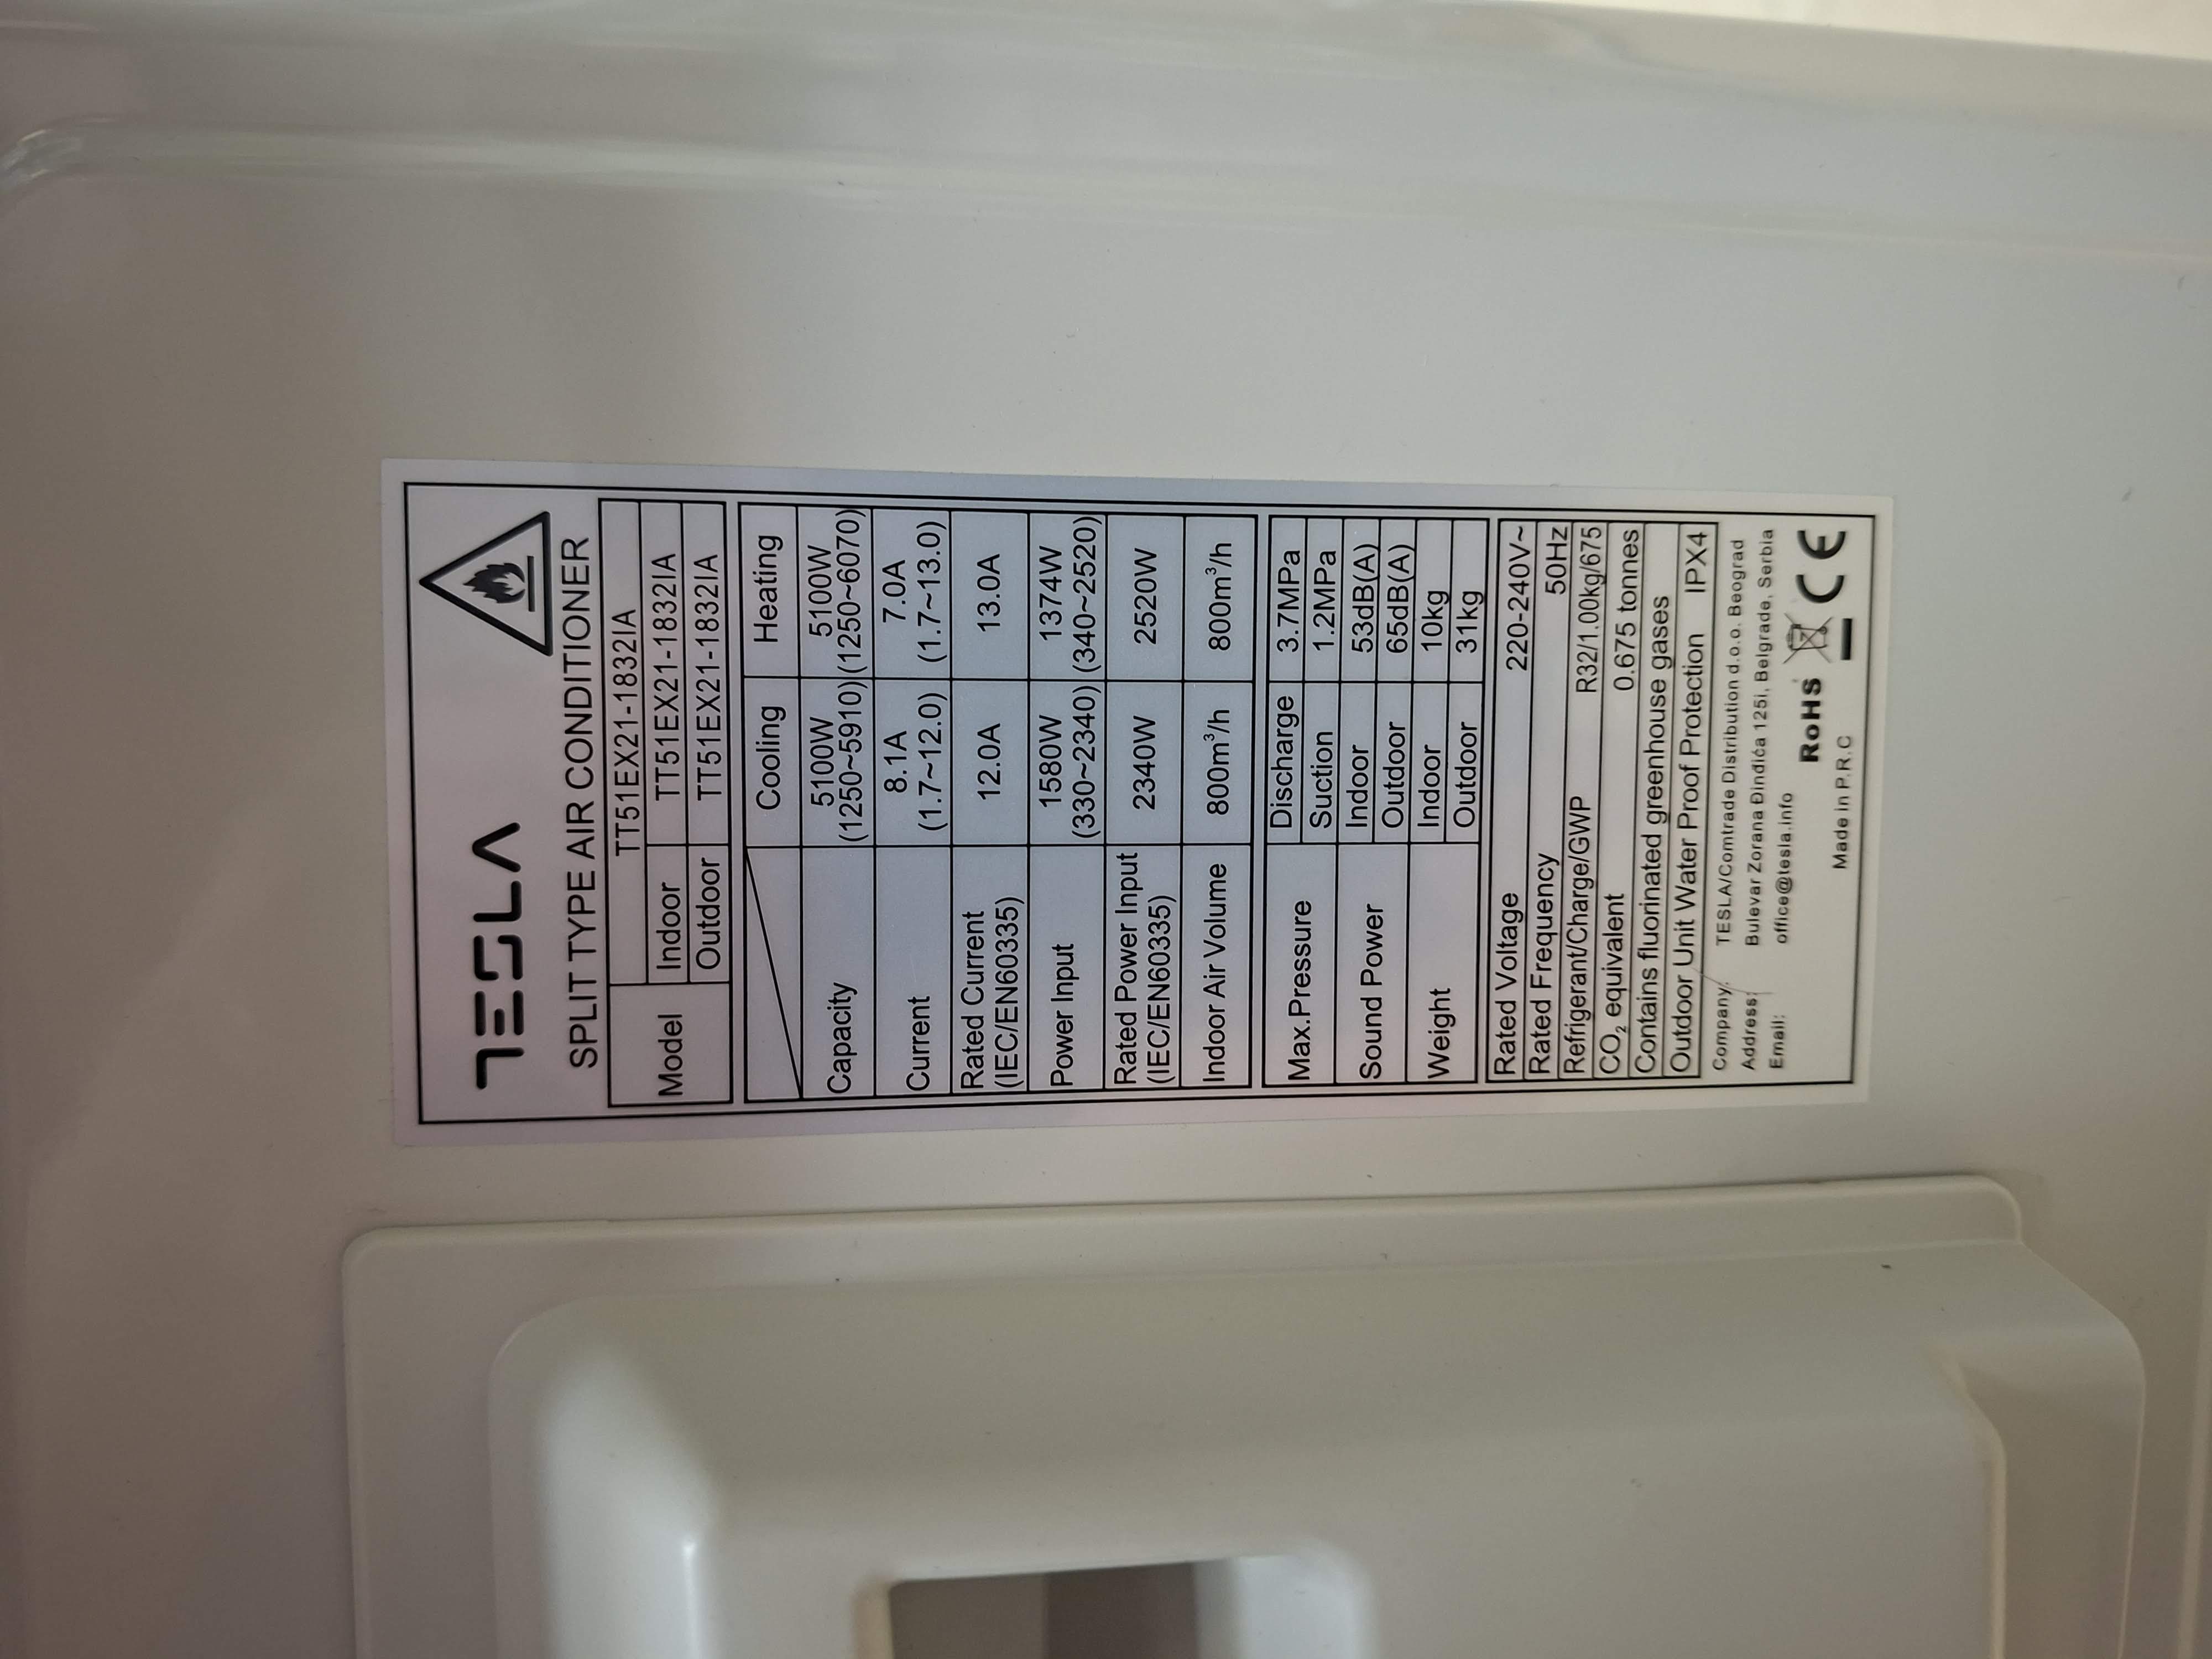 TESLA
SPLIT TYPE AIR CONDITIONER
Model TT51EX21-1832IA
Indoor TT51EX21-1832IA
Outdoor TT51EX21-1832IA
Cooling Heating
Capacity 5100W (1250~5910) 5100W (1250~6070)
Current 8.1A (1.7~12.0) 7.0A (1.7~13.0)
Rated Current (IEC/EN60335) 12.0A 13.0A
Power Input 1580W (330~2340) 1374W (340~2520)
Rated Power Input (IEC/EN60335) 2340W 2520W
Indoor Air Volume 800m³/h 800m³/h
Max.Pressure Discharge 3.7MPa
Suction 1.2MPa
Sound Power Indoor 53dB(A)
Outdoor 65dB(A)
Weight Indoor 10kg
Outdoor 31kg
Rated Voltage 220-240V~
Rated Frequency 50Hz
Refrigerant/Charge/GWP R32/1.00kg/675
CO₂ equivalent 0.675 tonnes
Contains fluorinated greenhouse gases
Outdoor Unit Water Proof Protection IPX4
Company: TESLA/Comtrade Distribution d.o.o. Beograd
Address: Bulevar Zorana Đinđića 125i, Belgrade, Serbia
Email: office@tesla.info
RoHS CE
Made in P.R.C